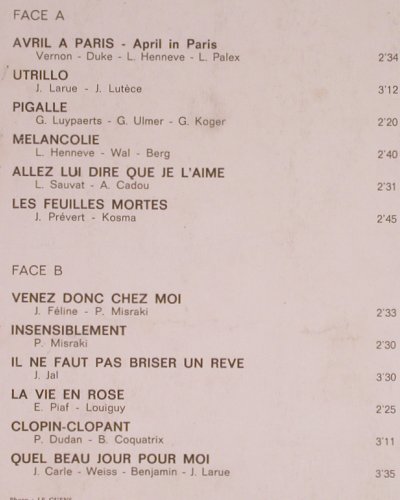 FACE A
AVRIL A PARIS - April in Paris
Vernon - Duke - L. Henneve - L. Palex 2'34
UTRILLO
J. Larue - J. Lutèce 3'12
PIGALLE
G. Luypaerts - G. Ulmer - G. Koger 2'20
MELANCOLIE
L. Henneve - Wal - Berg 2'40
ALLEZ LUI DIRE QUE JE L'AIME
L. Sauvat - A. Cadou 2'31
LES FEUILLES MORTES
J. Prévert - Kosma 2'45
FACE B
VENEZ DONC CHEZ MOI
J. Féline - P. Misraki 2'33
INSENSIBLEMENT
P. Misraki 2'30
IL NE FAUT PAS BRISER UN REVE
J. Jal 3'30
LA VIE EN ROSE
E. Piaf - Louiguy 2'25
CLOPIN-CLOPANT
P. Dudan - B. Coquatrix 3'11
QUEL BEAU JOUR POUR MOI
J. Carle - Weiss - Benjamin - J. Larue 3'35